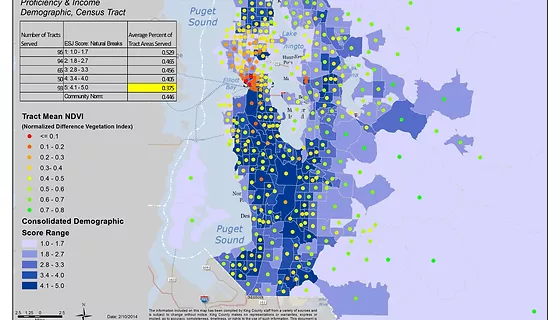 Proficiency & Income
Demographic, Census Tract
Number of Tracts Served
ESJ Score: Natural Breaks
Average Percent of Tract Areas Served
95 1: 1.0 - 1.7 0.529
94 2: 1.8 - 2.7 0.465
65 3: 2.8 - 3.3 0.456
50 4: 3.4 - 4.0 0.405
93 5: 4.1 - 5.0 0.375
Community Norm: 0.446
Tract Mean NDVI
(Normalized Difference Vegetation Index)
<= 0.1
0.1 - 0.2
0.2 - 0.3
0.3 - 0.4
0.4 - 0.5
0.5 - 0.6
0.6 - 0.7
0.7 - 0.8
Consolidated Demographic
Score Range
1.0 - 1.7
1.8 - 2.7
2.8 - 3.3
3.4 - 4.0
4.1 - 5.0
Puget
Sound
Lake
Elliott
Bay
Puget
Sound
Date: 2/10/2014
The information included on this map has been compiled by King County staff from a variety of sources and
is subject to change without notice. King County makes no representations or warranties, express or
implied, as to accuracy, completeness, timeliness, or rights to the use of such information. This document is